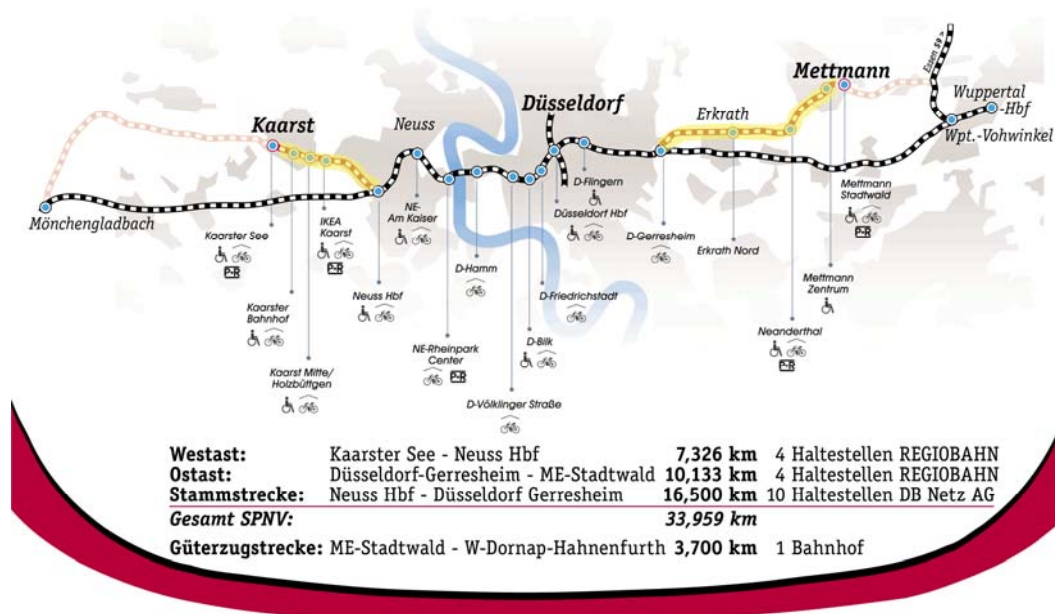 Essen S9 >
Mettmann
Wuppertal
-Hbf
Düsseldorf
Erkrath
Kaarst
Neuss
Wpt.-Vohwinkel
D-Flingern
Mönchengladbach
Kaarster See
IKEA
Kaarst
NE-
Am Kaiser
Düsseldorf Hbf
D-Gerresheim
Erkrath Nord
Mettmann
Stadtwald
P+R
P+R
P+R
D-Hamm
Mettmann
Zentrum
Kaarster
Bahnhof
Neuss Hbf
D-Friedrichstadt
Neanderthal
P+R
NE-Rheinpark
Center
P+R
D-Bilk
Kaarst Mitte/
Holzbüttgen
D-Völklinger Straße
Westast: Kaarster See - Neuss Hbf 7,326 km 4 Haltestellen REGIOBAHN
Ostast: Düsseldorf-Gerresheim - ME-Stadtwald 10,133 km 4 Haltestellen REGIOBAHN
Stammstrecke: Neuss Hbf - Düsseldorf Gerresheim 16,500 km 10 Haltestellen DB Netz AG
Gesamt SPNV: 33,959 km
Güterzugstrecke: ME-Stadtwald - W-Dornap-Hahnenfurth 3,700 km 1 Bahnhof